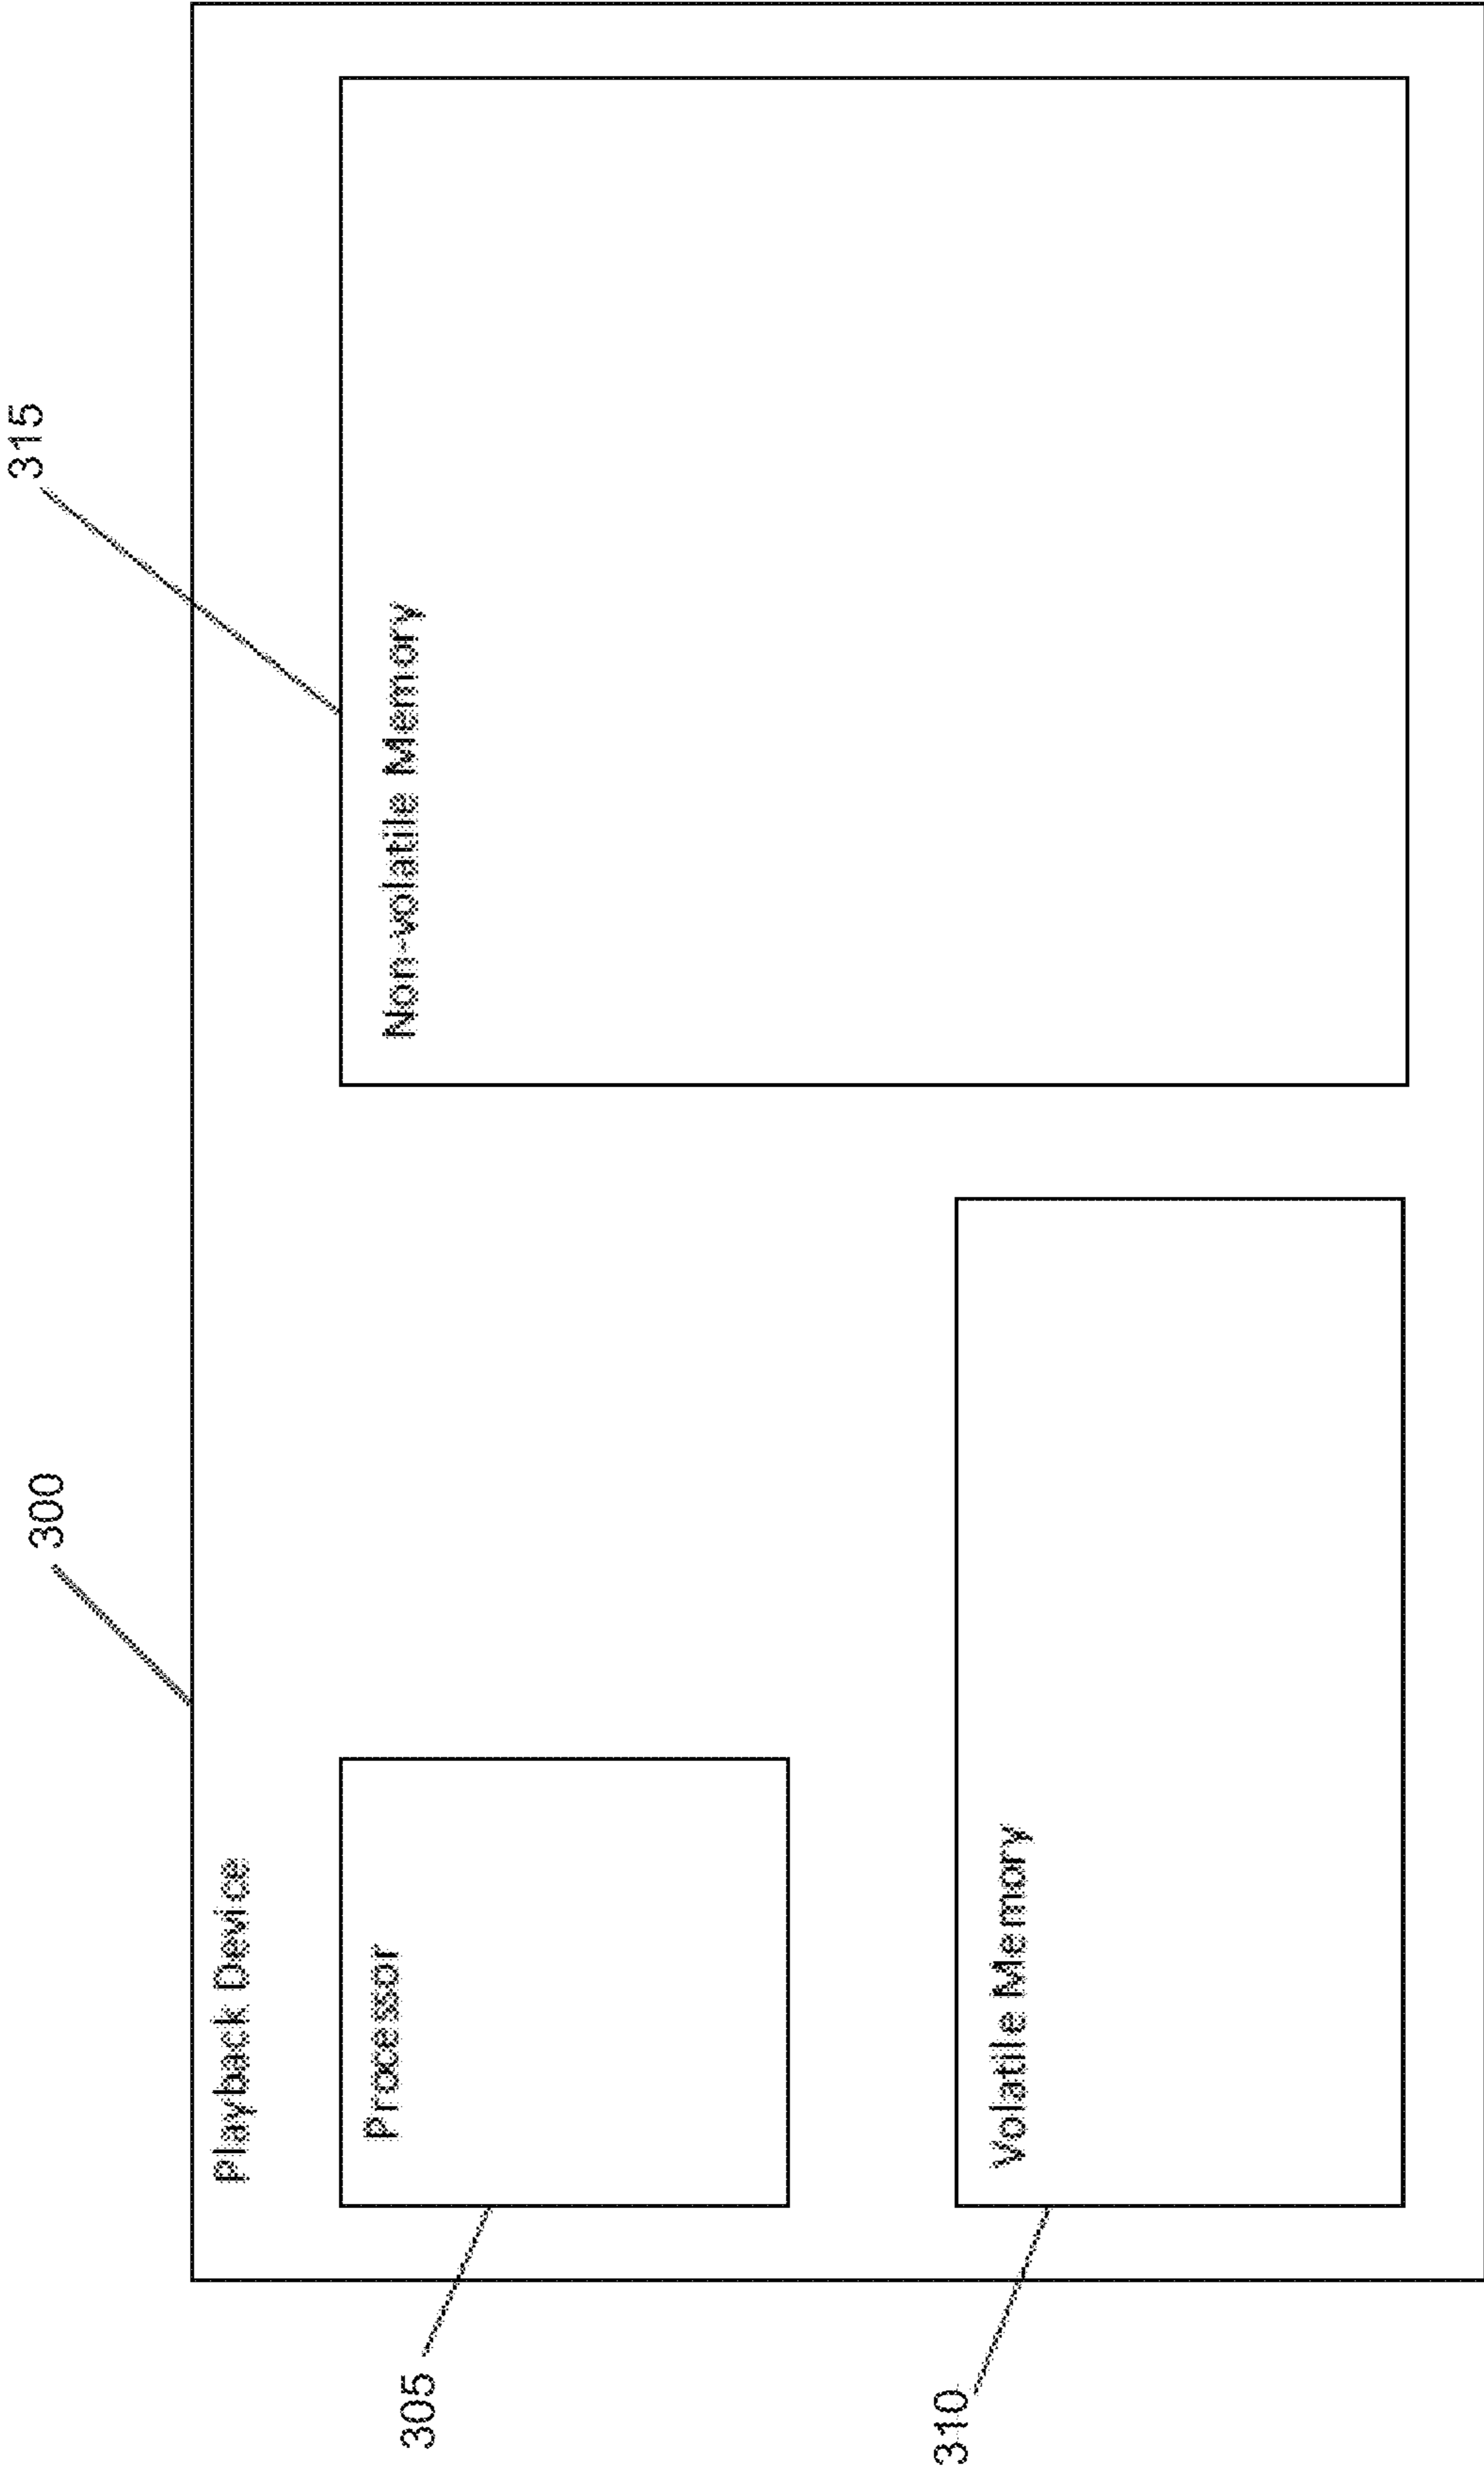 300
315
Playback Device
305
Processor
Non-volatile Memory
310
Volatile Memory